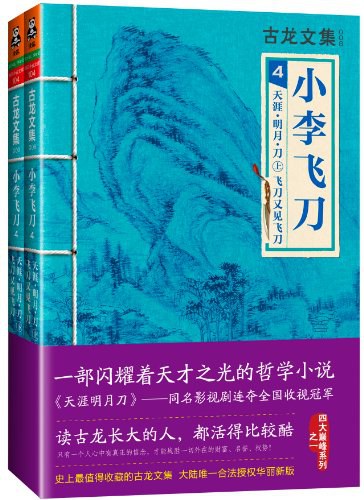 古龙文集
小李飞刀
4
天涯·明月·刀㊤ 飞刀又见飞刀
一部闪耀着天才之光的哲学小说
《天涯明月刀》——同名影视剧连夺全国收视冠军
读古龙长大的人，都活得比较酷
史上最值得收藏的古龙文集 大陆唯一合法授权华丽新版
四大巅峰系列之一
古龙文集
小李飞刀 4
古龙文集
小李飞刀 4